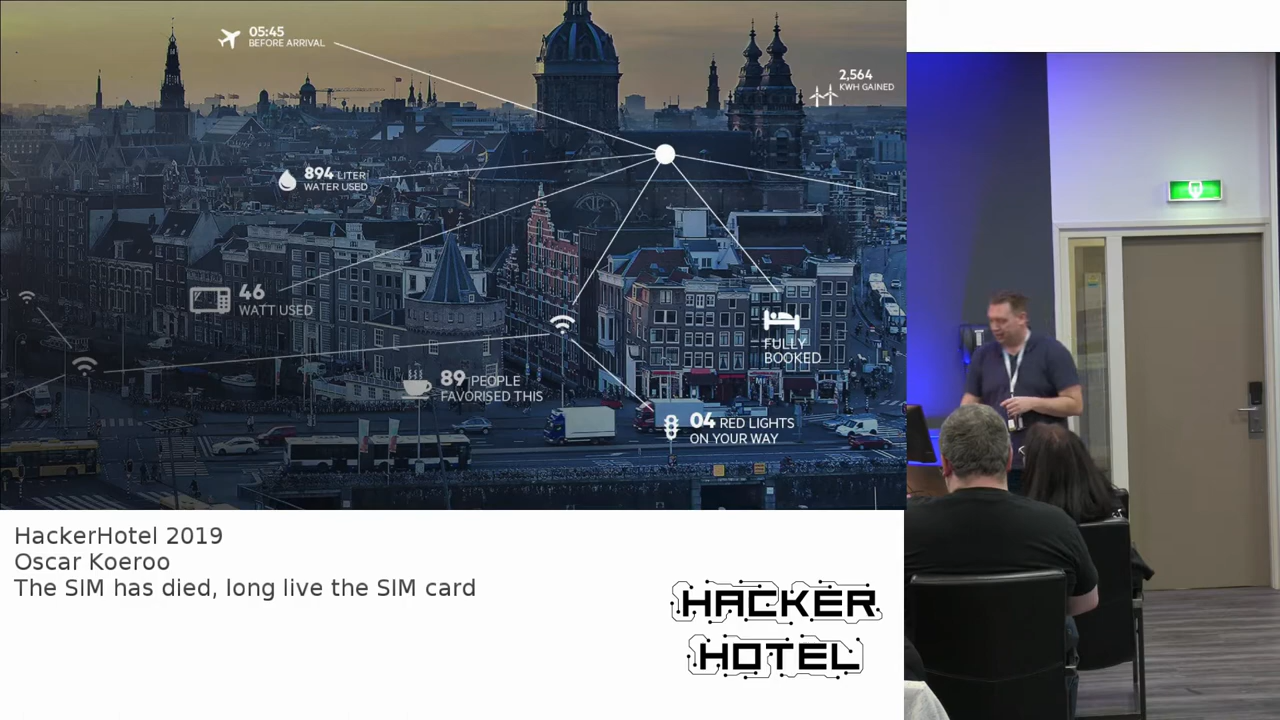 05:45
BEFORE ARRIVAL
2,564
KWH GAINED
894 LITER
WATER USED
46
WATT USED
FULLY
BOOKED
89 PEOPLE
FAVORISED THIS
04 RED LIGHTS
ON YOUR WAY
HackerHotel 2019
Oscar Koeroo
The SIM has died, long live the SIM card
HACKER
HOTEL